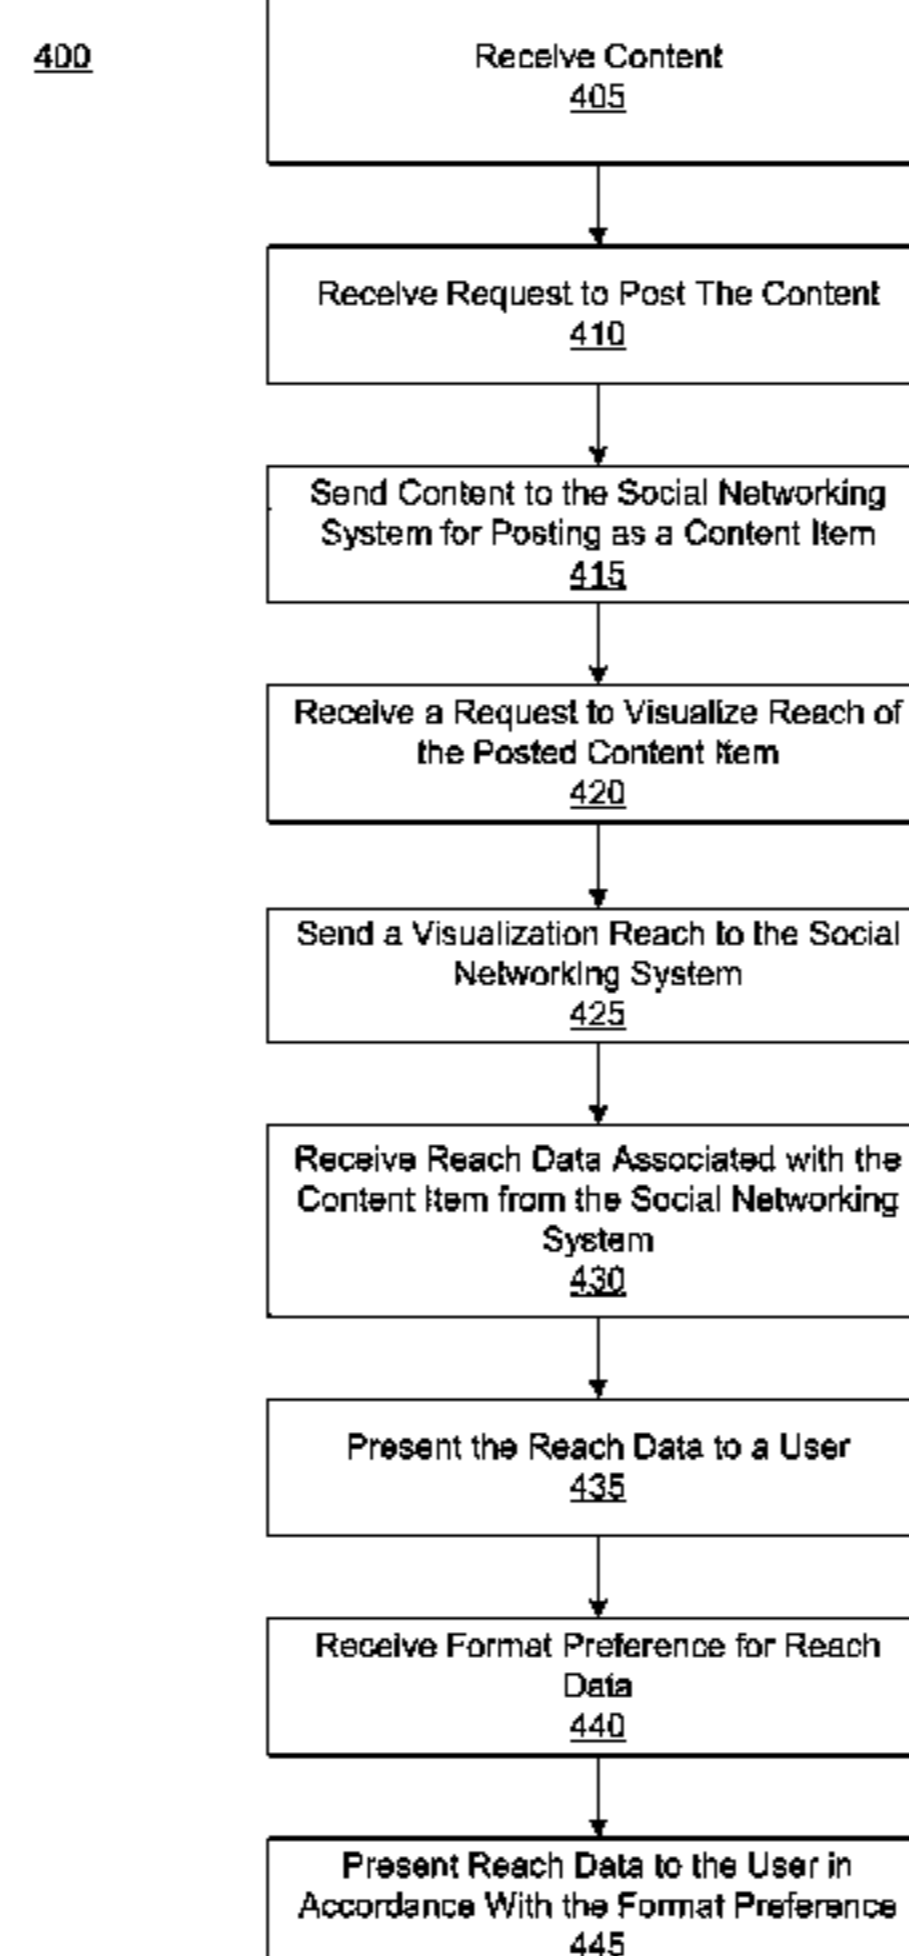 400
Receive Content
405
Receive Request to Post The Content
410
Send Content to the Social Networking
System for Posting as a Content Item
415
Receive a Request to Visualize Reach of
the Posted Content Item
420
Send a Visualization Reach to the Social
Networking System
425
Receive Reach Data Associated with the
Content Item from the Social Networking
System
430
Present the Reach Data to a User
435
Receive Format Preference for Reach
Data
440
Present Reach Data to the User in
Accordance With the Format Preference
445